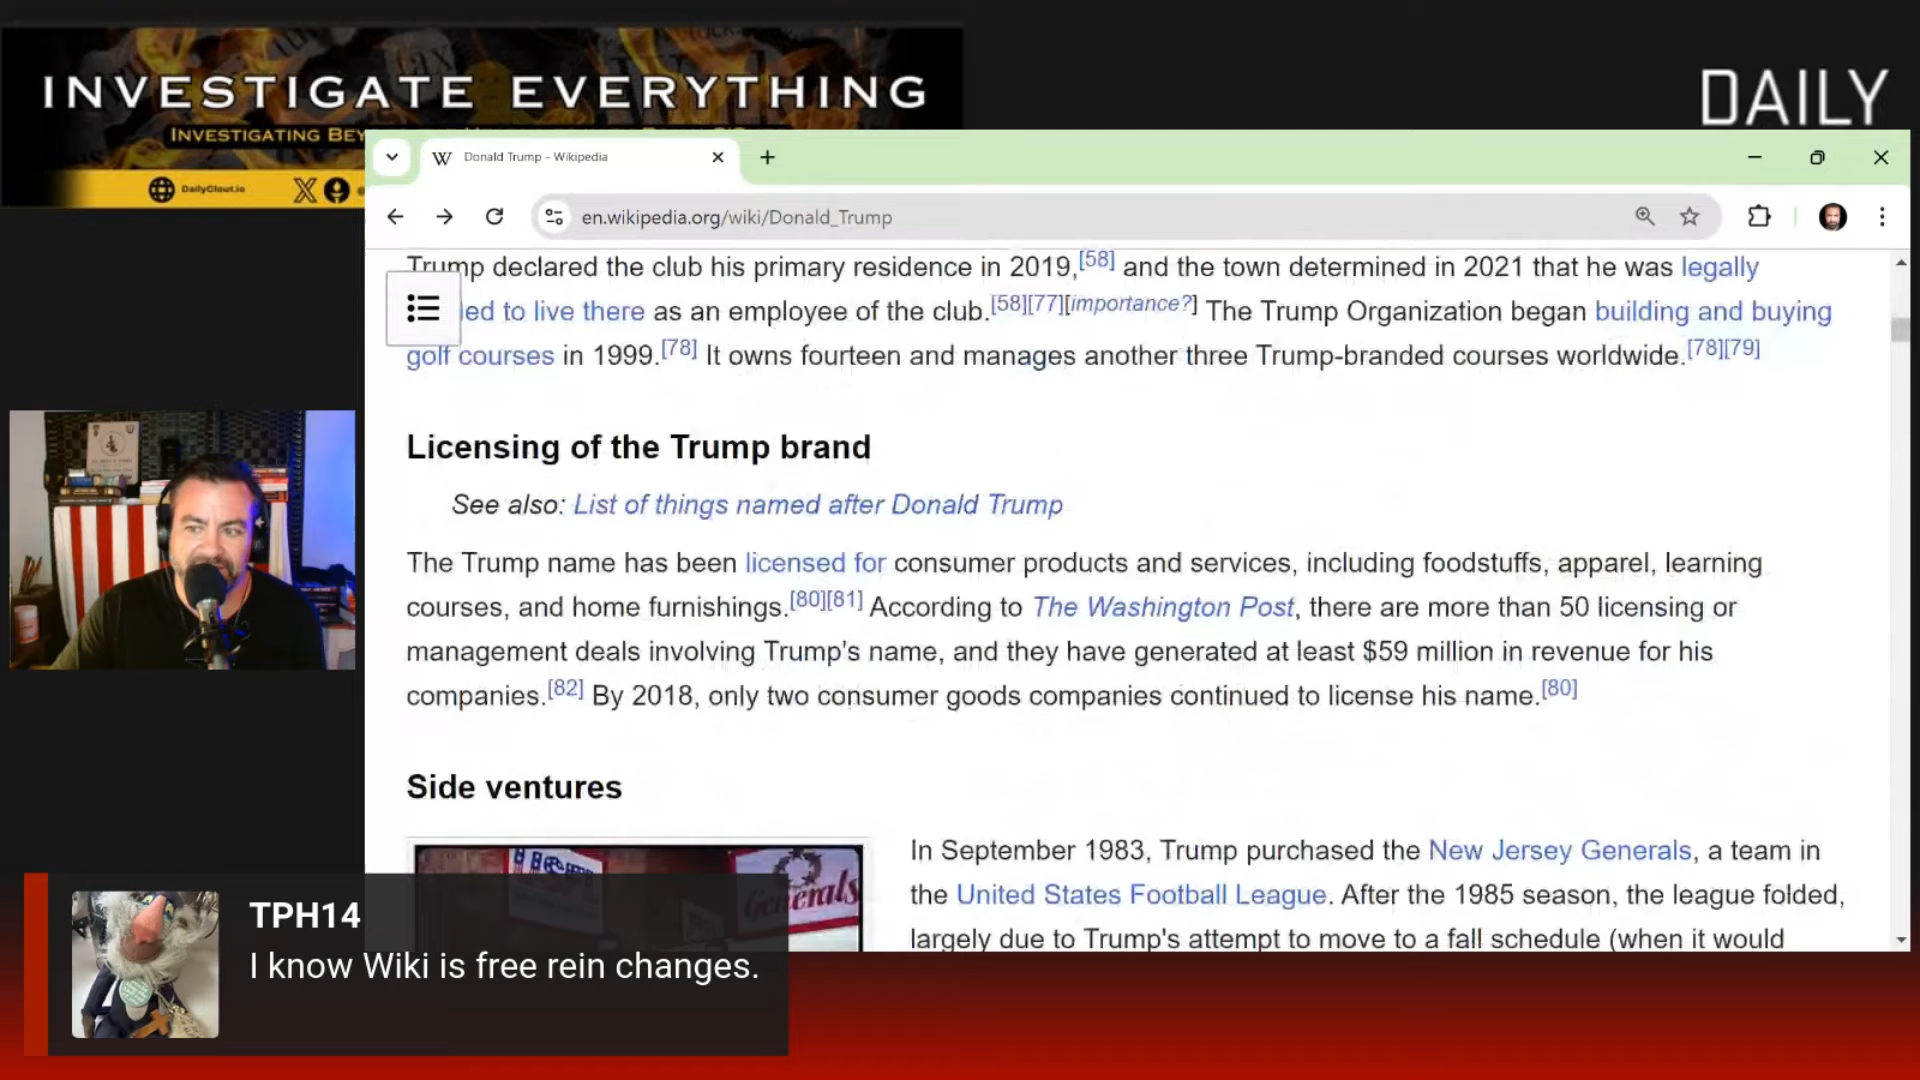 INVESTIGATE EVERYTHING
INVESTIGATING BEY
DailyClout.io
DAILY
Donald Trump - Wikipedia
en.wikipedia.org/wiki/Donald_Trump
Trump declared the club his primary residence in 2019,[58] and the town determined in 2021 that he was legally
led to live there as an employee of the club.[58][77][importance?] The Trump Organization began building and buying
golf courses in 1999.[78] It owns fourteen and manages another three Trump-branded courses worldwide.[78][79]
Licensing of the Trump brand
See also: List of things named after Donald Trump
The Trump name has been licensed for consumer products and services, including foodstuffs, apparel, learning
courses, and home furnishings.[80][81] According to The Washington Post, there are more than 50 licensing or
management deals involving Trump's name, and they have generated at least $59 million in revenue for his
companies.[82] By 2018, only two consumer goods companies continued to license his name.[80]
Side ventures
Generals
In September 1983, Trump purchased the New Jersey Generals, a team in
the United States Football League. After the 1985 season, the league folded,
largely due to Trump's attempt to move to a fall schedule (when it would
TPH14
I know Wiki is free rein changes.